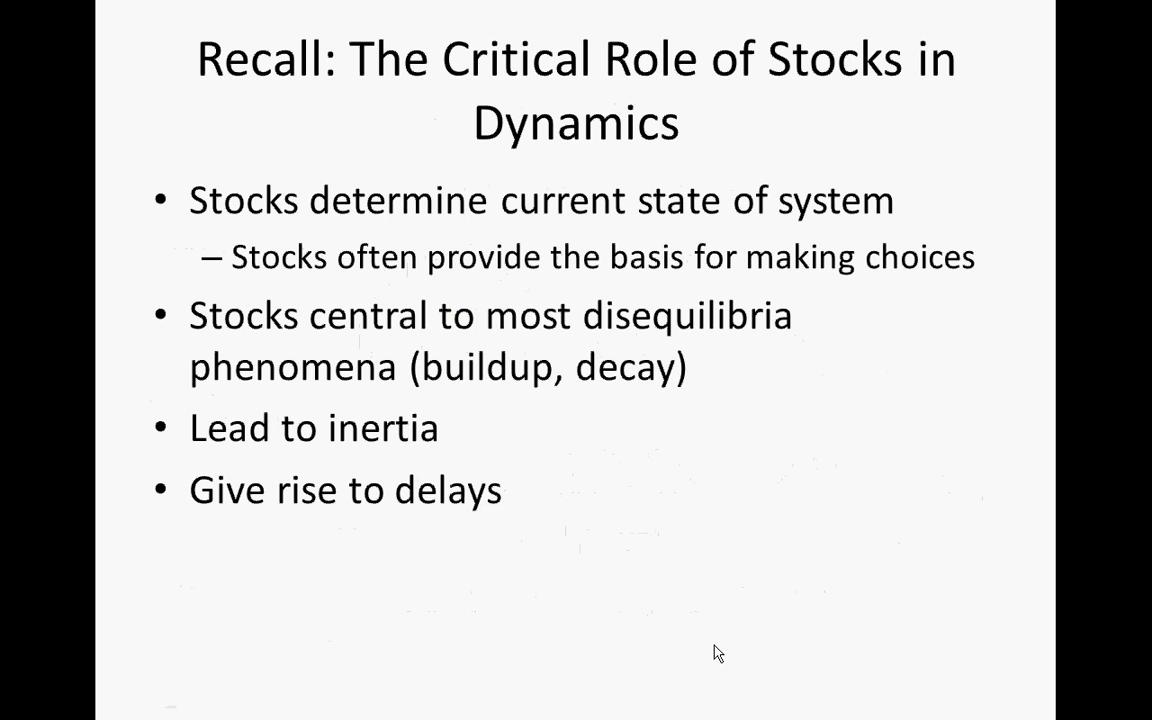 Recall: The Critical Role of Stocks in
Dynamics
• Stocks determine current state of system
– Stocks often provide the basis for making choices
• Stocks central to most disequilibria
phenomena (buildup, decay)
• Lead to inertia
• Give rise to delays